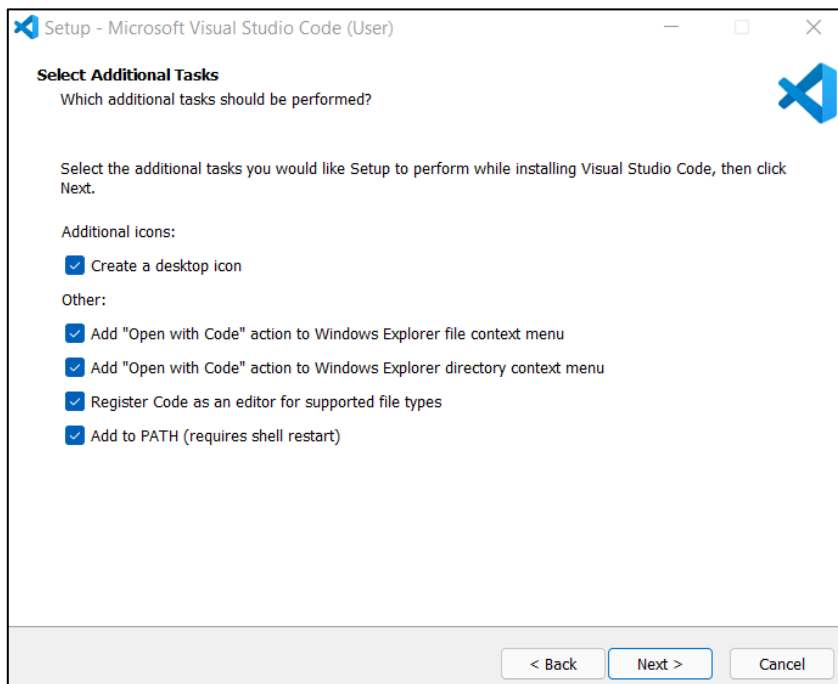 Setup - Microsoft Visual Studio Code (User)
Select Additional Tasks
Which additional tasks should be performed?
Select the additional tasks you would like Setup to perform while installing Visual Studio Code, then click
Next.
Additional icons:
Create a desktop icon
Other:
Add "Open with Code" action to Windows Explorer file context menu
Add "Open with Code" action to Windows Explorer directory context menu
Register Code as an editor for supported file types
Add to PATH (requires shell restart)
< Back
Next >
Cancel